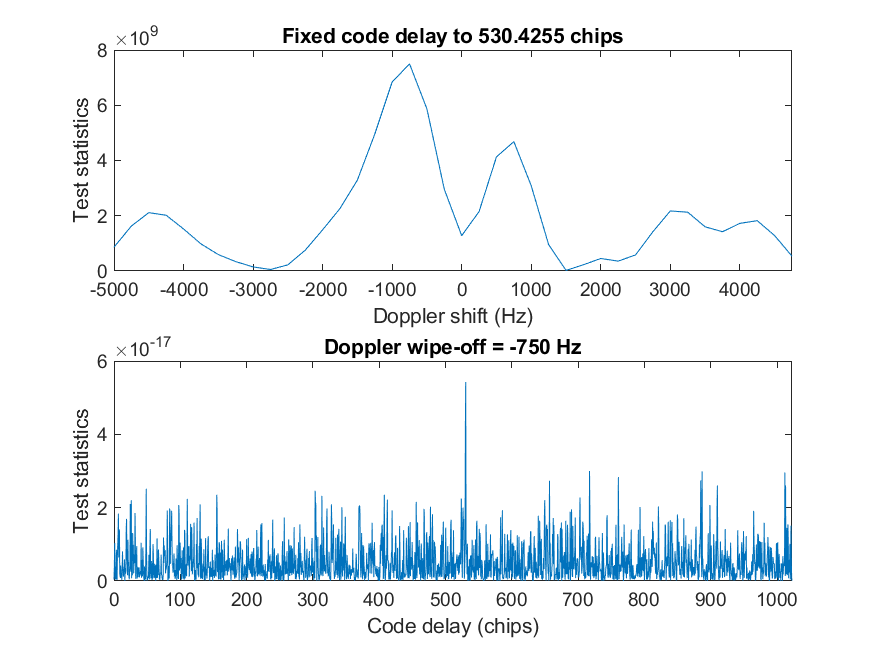 ×10^9
Fixed code delay to 530.4255 chips
8
6
4
2
0
Test statistics
-5000 -4000 -3000 -2000 -1000 0 1000 2000 3000 4000
Doppler shift (Hz)
×10^-17
Doppler wipe-off = -750 Hz
6
4
2
0
Test statistics
0 100 200 300 400 500 600 700 800 900 1000
Code delay (chips)